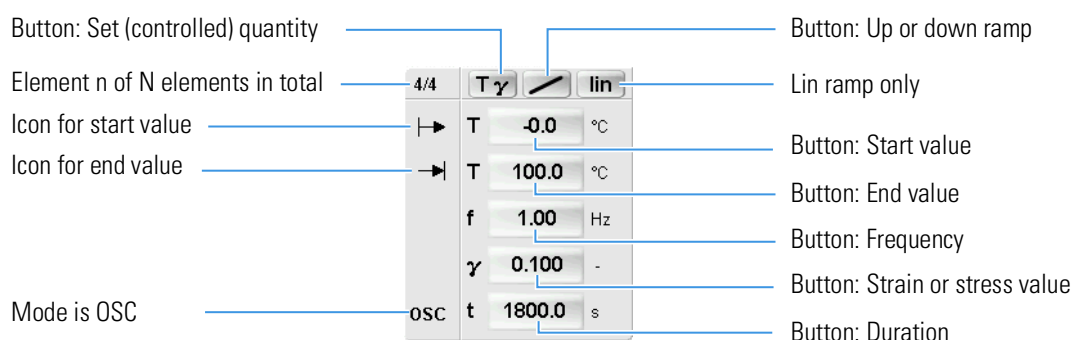 Button: Set (controlled) quantity
Button: Up or down ramp
Element n of N elements in total
4/4 T γ lin
Lin ramp only
Icon for start value
T -0.0 °C
Button: Start value
Icon for end value
T 100.0 °C
Button: End value
f 1.00 Hz
Button: Frequency
γ 0.100 -
Button: Strain or stress value
Mode is OSC
OSC t 1800.0 s
Button: Duration